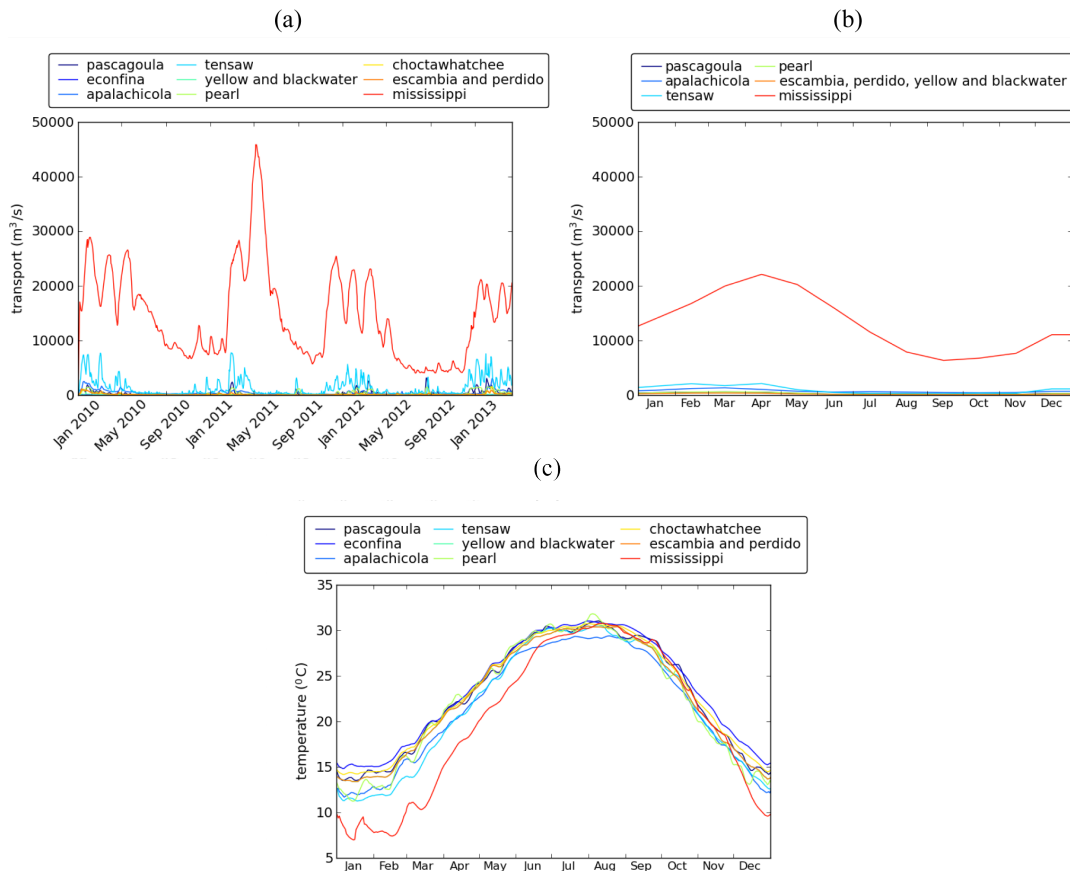 (a)
pascagoula tensaw choctawhatchee
econfina yellow and blackwater escambia and perdido
apalachicola pearl mississippi
50000
40000
30000
20000
10000
0
transport (m³/s)
Jan 2010 May 2010 Sep 2010 Jan 2011 May 2011 Sep 2011 Jan 2012 May 2012 Sep 2012 Jan 2013
(b)
pascagoula pearl
apalachicola escambia, perdido, yellow and blackwater
tensaw mississippi
50000
40000
30000
20000
10000
0
transport (m³/s)
Jan Feb Mar Apr May Jun Jul Aug Sep Oct Nov Dec
(c)
pascagoula tensaw choctawhatchee
econfina yellow and blackwater escambia and perdido
apalachicola pearl mississippi
35
30
25
20
15
10
5
temperature (⁰C)
Jan Feb Mar Apr May Jun Jul Aug Sep Oct Nov Dec